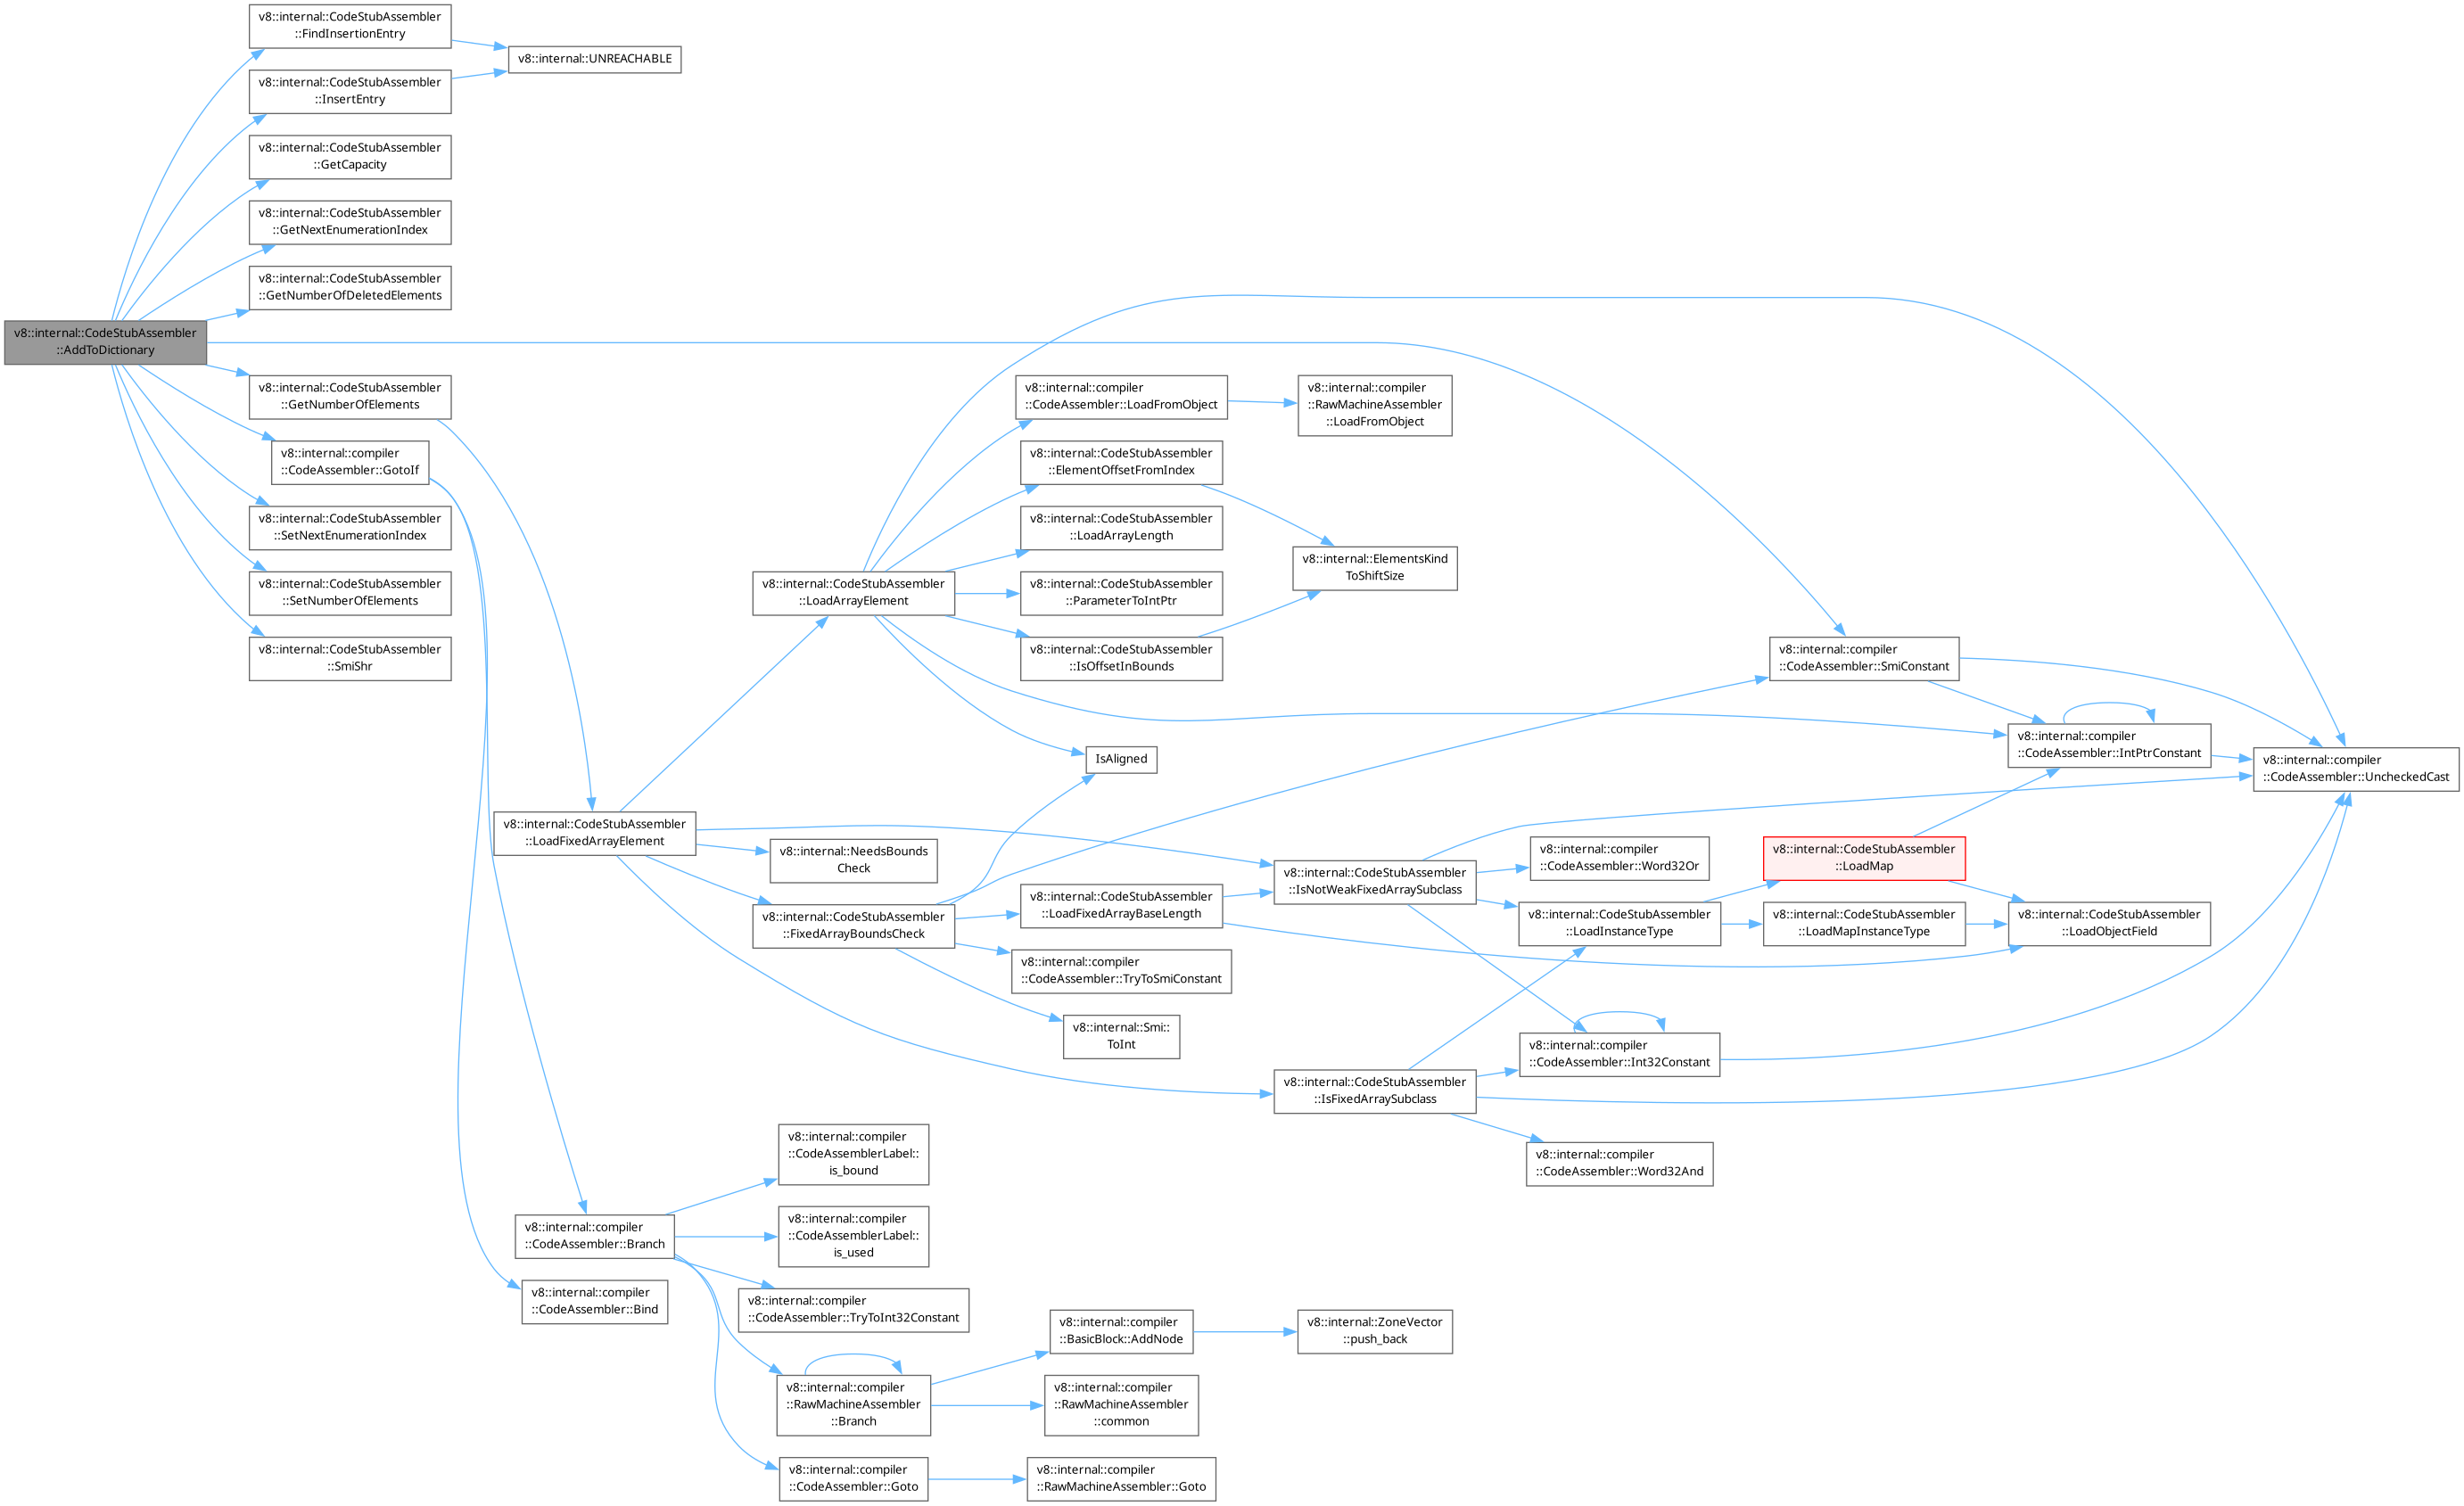 v8::internal::CodeStubAssembler
::AddToDictionary
v8::internal::CodeStubAssembler
::FindInsertionEntry
v8::internal::UNREACHABLE
v8::internal::CodeStubAssembler
::InsertEntry
v8::internal::CodeStubAssembler
::GetCapacity
v8::internal::CodeStubAssembler
::GetNextEnumerationIndex
v8::internal::CodeStubAssembler
::GetNumberOfDeletedElements
v8::internal::CodeStubAssembler
::GetNumberOfElements
v8::internal::compiler
::CodeAssembler::GotoIf
v8::internal::CodeStubAssembler
::SetNextEnumerationIndex
v8::internal::CodeStubAssembler
::SetNumberOfElements
v8::internal::CodeStubAssembler
::SmiShr
v8::internal::CodeStubAssembler
::LoadFixedArrayElement
v8::internal::compiler
::CodeAssembler::Branch
v8::internal::compiler
::CodeAssembler::Bind
v8::internal::CodeStubAssembler
::LoadArrayElement
v8::internal::NeedsBounds
Check
v8::internal::CodeStubAssembler
::FixedArrayBoundsCheck
v8::internal::compiler
::CodeAssemblerLabel::
is_bound
v8::internal::compiler
::CodeAssemblerLabel::
is_used
v8::internal::compiler
::CodeAssembler::TryToInt32Constant
v8::internal::compiler
::RawMachineAssembler
::Branch
v8::internal::compiler
::CodeAssembler::Goto
v8::internal::compiler
::CodeAssembler::LoadFromObject
v8::internal::CodeStubAssembler
::ElementOffsetFromIndex
v8::internal::CodeStubAssembler
::LoadArrayLength
v8::internal::CodeStubAssembler
::ParameterToIntPtr
v8::internal::CodeStubAssembler
::IsOffsetInBounds
IsAligned
v8::internal::CodeStubAssembler
::LoadFixedArrayBaseLength
v8::internal::compiler
::CodeAssembler::TryToSmiConstant
v8::internal::Smi::
ToInt
v8::internal::compiler
::BasicBlock::AddNode
v8::internal::compiler
::RawMachineAssembler
::common
v8::internal::compiler
::RawMachineAssembler::Goto
v8::internal::compiler
::RawMachineAssembler
::LoadFromObject
v8::internal::ElementsKind
ToShiftSize
v8::internal::CodeStubAssembler
::IsNotWeakFixedArraySubclass
v8::internal::CodeStubAssembler
::IsFixedArraySubclass
v8::internal::ZoneVector
::push_back
v8::internal::compiler
::CodeAssembler::Word32Or
v8::internal::CodeStubAssembler
::LoadInstanceType
v8::internal::compiler
::CodeAssembler::Int32Constant
v8::internal::compiler
::CodeAssembler::Word32And
v8::internal::compiler
::CodeAssembler::SmiConstant
v8::internal::CodeStubAssembler
::LoadMap
v8::internal::CodeStubAssembler
::LoadMapInstanceType
v8::internal::compiler
::CodeAssembler::IntPtrConstant
v8::internal::CodeStubAssembler
::LoadObjectField
v8::internal::compiler
::CodeAssembler::UncheckedCast